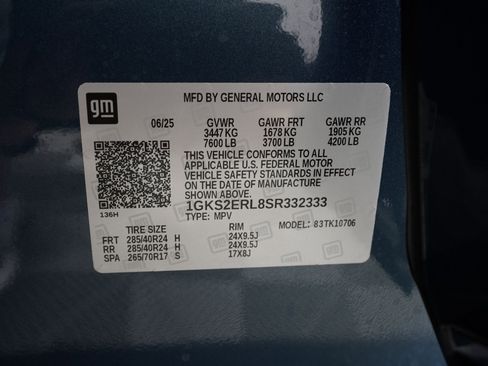 gm
MFD BY GENERAL MOTORS LLC
06/25 GVWR GAWR FRT GAWR RR
3447 KG 1678 KG 1905 KG
7600 LB 3700 LB 4200 LB
THIS VEHICLE CONFORMS TO ALL
APPLICABLE U.S. FEDERAL MOTOR
VEHICLE SAFETY STANDARDS IN EFFECT
ON THE DATE OF MANUFACTURE
SHOWN ABOVE.
1GKS2ERL8SR332333
136H
TYPE: MPV MODEL: 83TK10706
TIRE SIZE RIM
FRT 285/40R24 H 24X9.5J
RR 285/40R24 H 24X9.5J
SPA 265/70R17 S 17X8J